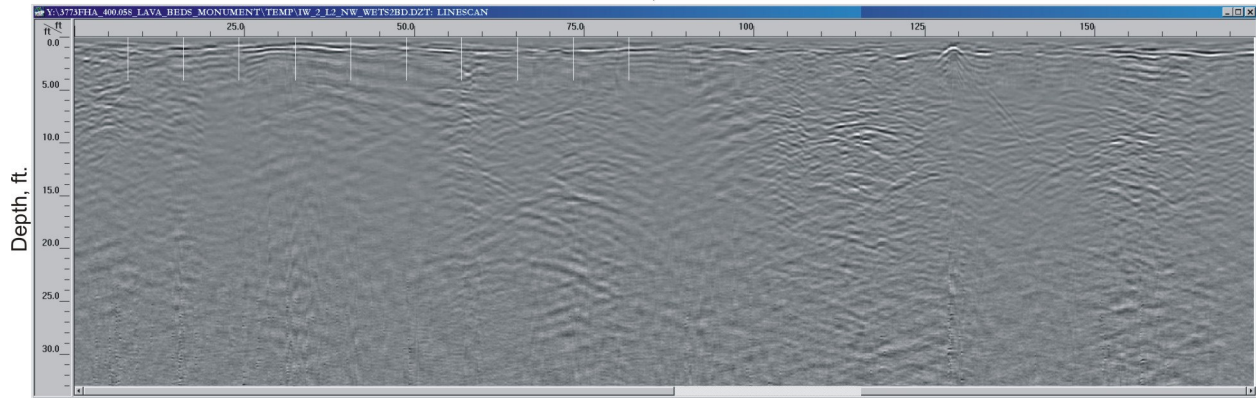 Y:\3773FHA_400.058_LAVA_BEDS_MONUMENT\TEMP\IW_2_L2_NW_WETS2BD.DZT: LINESCAN
ft
ft
25.0 50.0 75.0 100 125 150
0.0
5.00
10.0
15.0
20.0
25.0
30.0
Depth, ft.